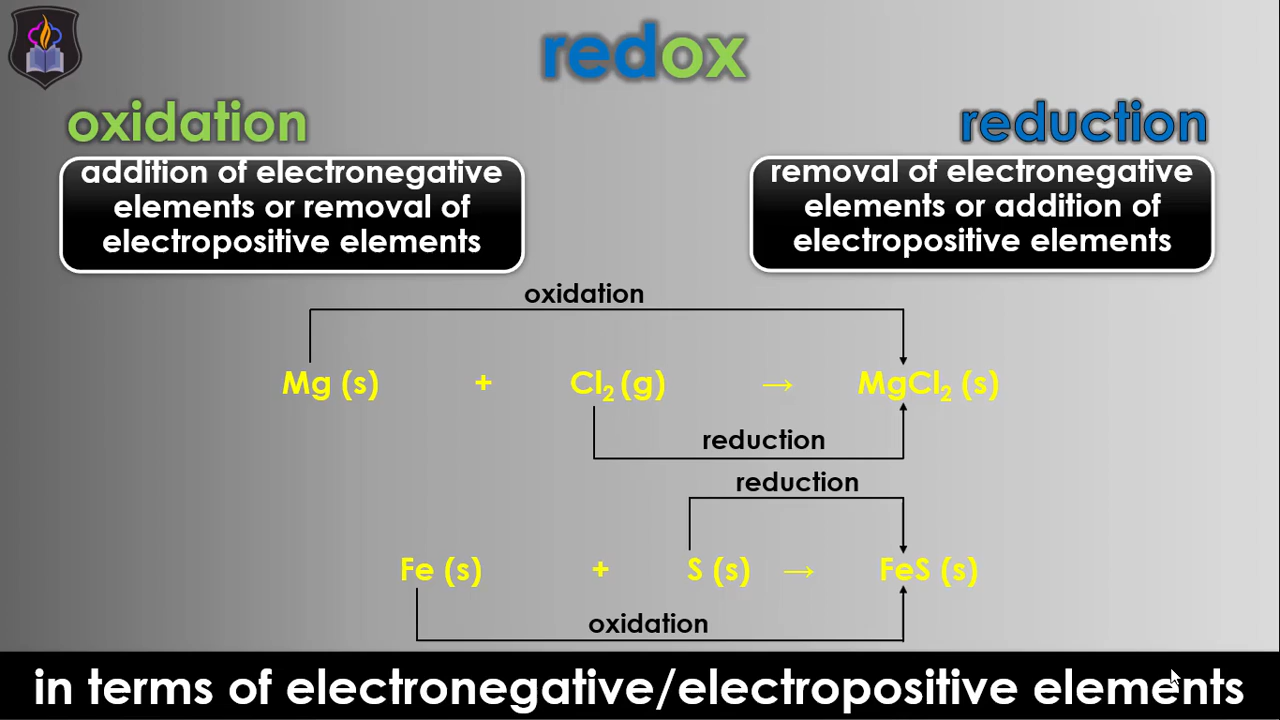 redox
oxidation
addition of electronegative
elements or removal of
electropositive elements
reduction
removal of electronegative
elements or addition of
electropositive elements
oxidation
Mg (s) + Cl₂ (g) → MgCl₂ (s)
reduction
reduction
Fe (s) + S (s) → FeS (s)
oxidation
in terms of electronegative/electropositive elements